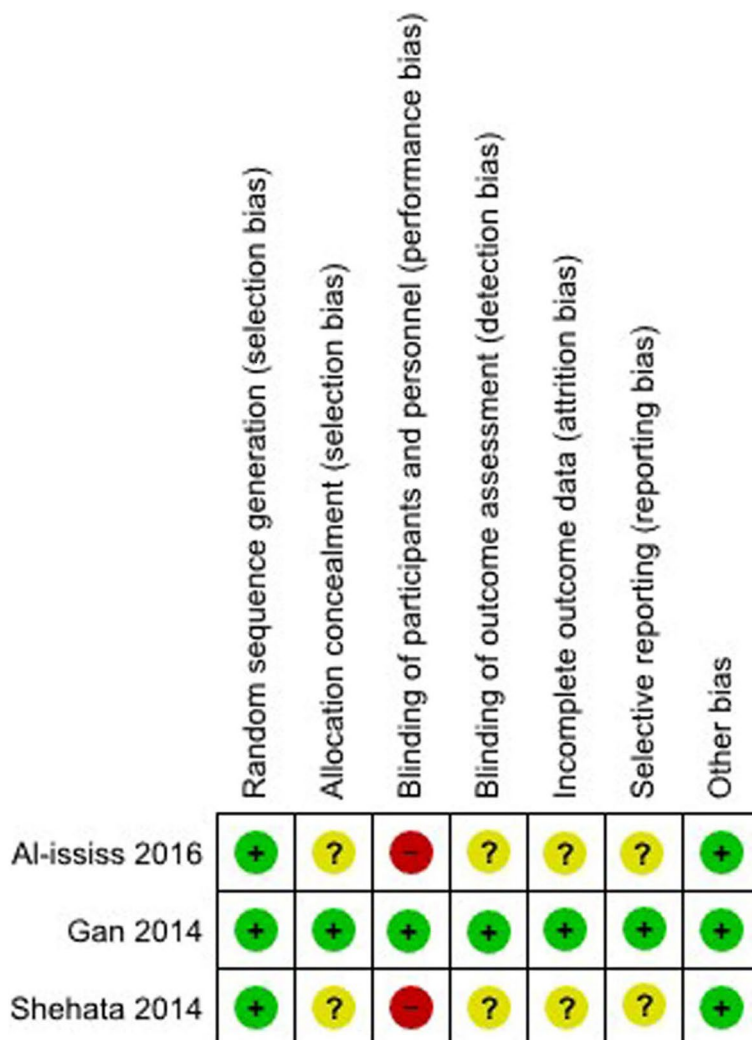 Random sequence generation (selection bias)
Allocation concealment (selection bias)
Blinding of participants and personnel (performance bias)
Blinding of outcome assessment (detection bias)
Incomplete outcome data (attrition bias)
Selective reporting (reporting bias)
Other bias
Al-ississ 2016 + ? - ? ? ? +
Gan 2014 + + + + + + +
Shehata 2014 + ? - ? ? ? +